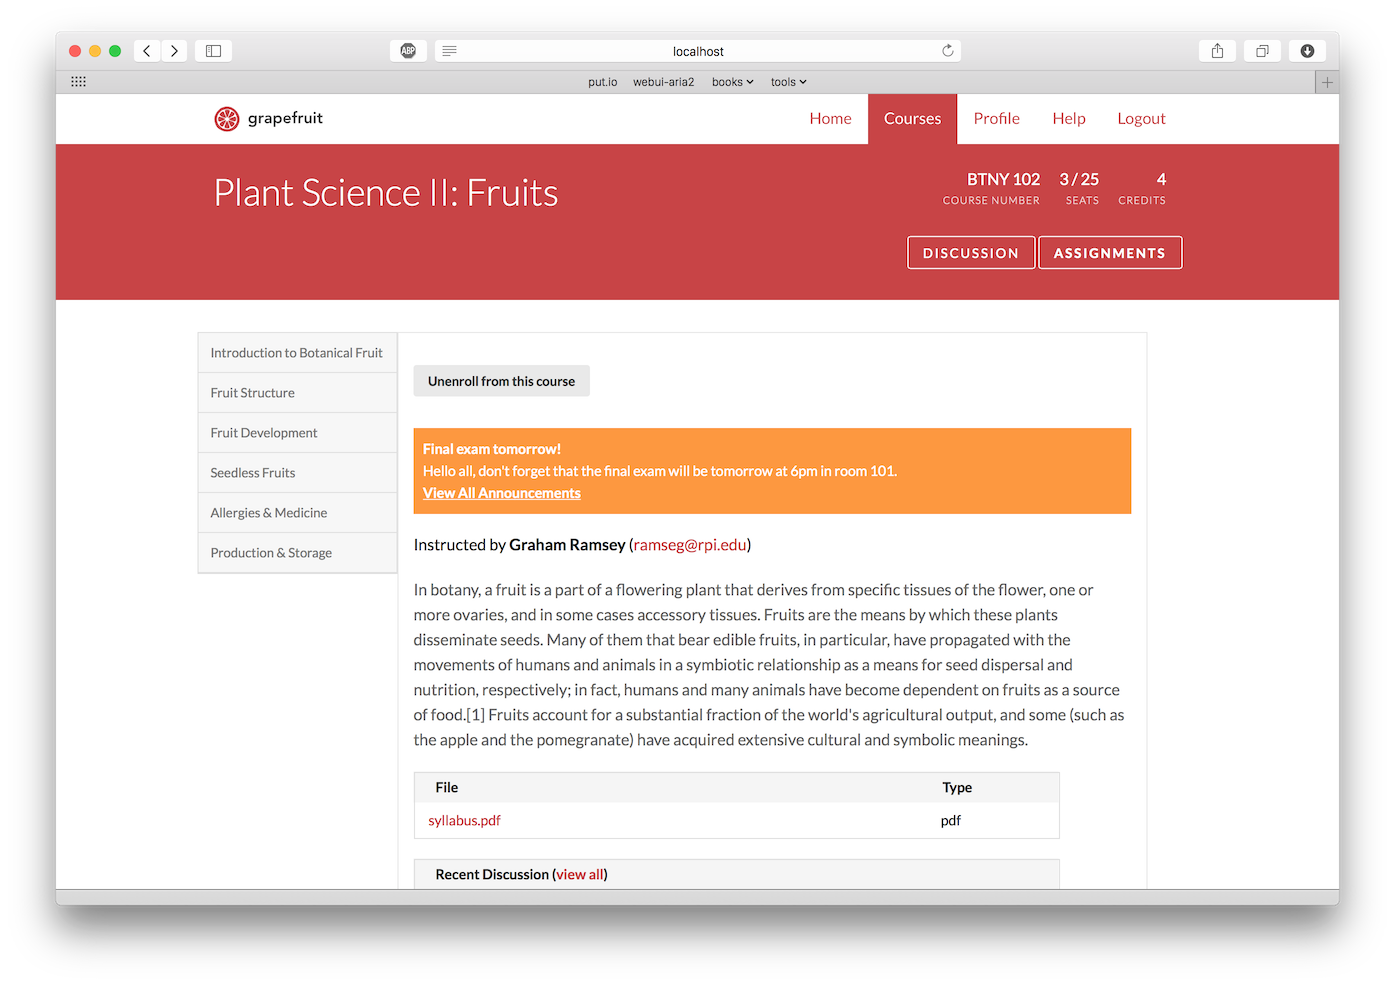 ABP
localhost
put.io webui-aria2 books tools
grapefruit
Home Courses Profile Help Logout
Plant Science II: Fruits
BTNY 102 3 / 25 4
COURSE NUMBER SEATS CREDITS
DISCUSSION ASSIGNMENTS
Introduction to Botanical Fruit
Fruit Structure
Fruit Development
Seedless Fruits
Allergies & Medicine
Production & Storage
Unenroll from this course
Final exam tomorrow!
Hello all, don't forget that the final exam will be tomorrow at 6pm in room 101.
View All Announcements
Instructed by Graham Ramsey (ramseg@rpi.edu)
In botany, a fruit is a part of a flowering plant that derives from specific tissues of the flower, one or
more ovaries, and in some cases accessory tissues. Fruits are the means by which these plants
disseminate seeds. Many of them that bear edible fruits, in particular, have propagated with the
movements of humans and animals in a symbiotic relationship as a means for seed dispersal and
nutrition, respectively; in fact, humans and many animals have become dependent on fruits as a source
of food.[1] Fruits account for a substantial fraction of the world's agricultural output, and some (such as
the apple and the pomegranate) have acquired extensive cultural and symbolic meanings.
File Type
syllabus.pdf pdf
Recent Discussion (view all)